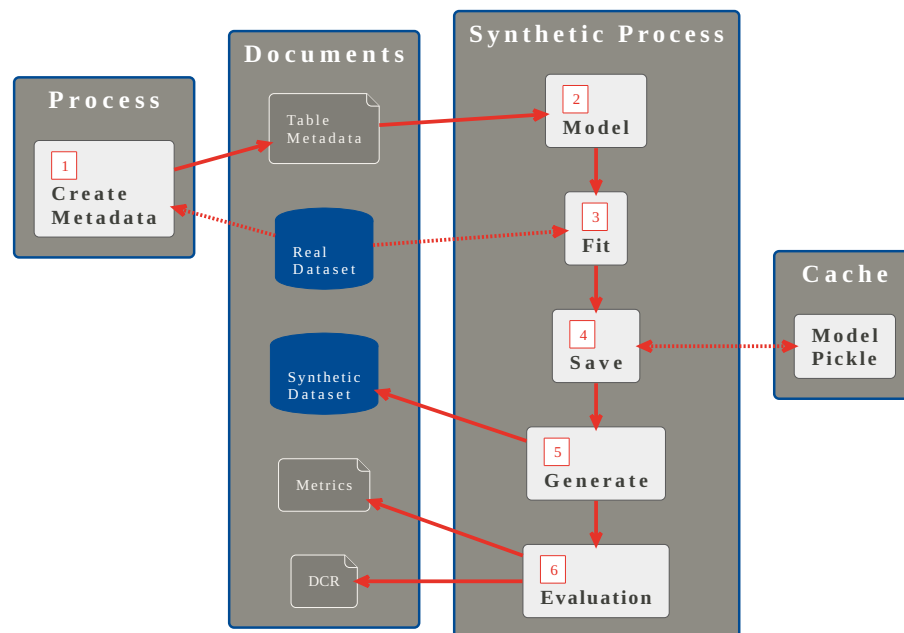 Process
1
Create
Metadata
Documents
Table
Metadata
Real
Dataset
Synthetic
Dataset
Metrics
DCR
Synthetic Process
2
Model
3
Fit
4
Save
5
Generate
6
Evaluation
Cache
Model
Pickle